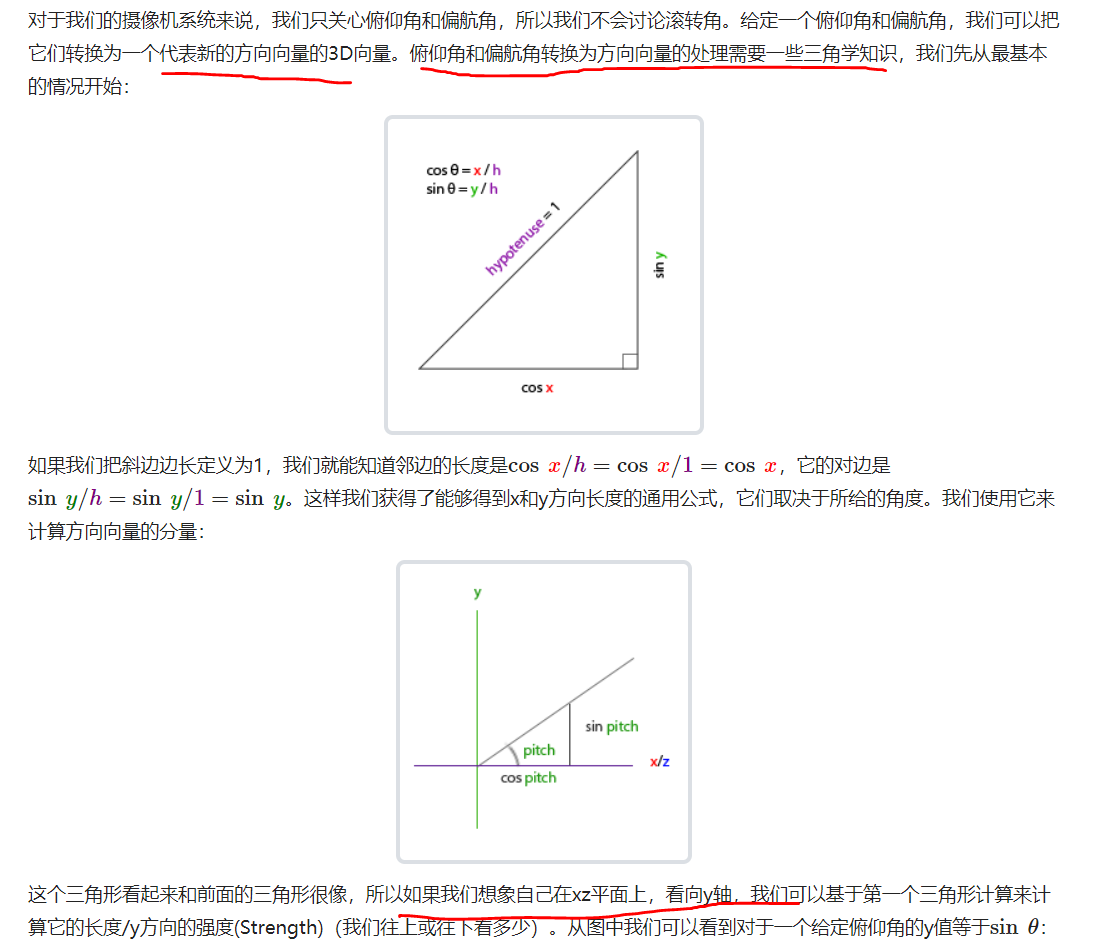 对于我们的摄像机系统来说，我们只关心俯仰角和偏航角，所以我们不会讨论滚转角。给定一个俯仰角和偏航角，我们可以把
它们转换为一个代表新的方向向量的3D向量。俯仰角和偏航角转换为方向向量的处理需要一些三角学知识，我们先从最基本
的情况开始：
cos θ = x / h
sin θ = y / h
hypotenuse = 1
sin y
cos x
如果我们把斜边边长定义为1，我们就能知道邻边的长度是cos x/h = cos x/1 = cos x，它的对边是
sin y/h = sin y/1 = sin y。这样我们获得了能够得到x和y方向长度的通用公式，它们取决于所给的角度。我们使用它来
计算方向向量的分量：
y
sin pitch
pitch
x/z
cos pitch
这个三角形看起来和前面的三角形很像，所以如果我们想象自己在xz平面上，看向y轴，我们可以基于第一个三角形计算来计
算它的长度/y方向的强度(Strength)（我们往上或往下看多少）。从图中我们可以看到对于一个给定俯仰角的y值等于sin θ：